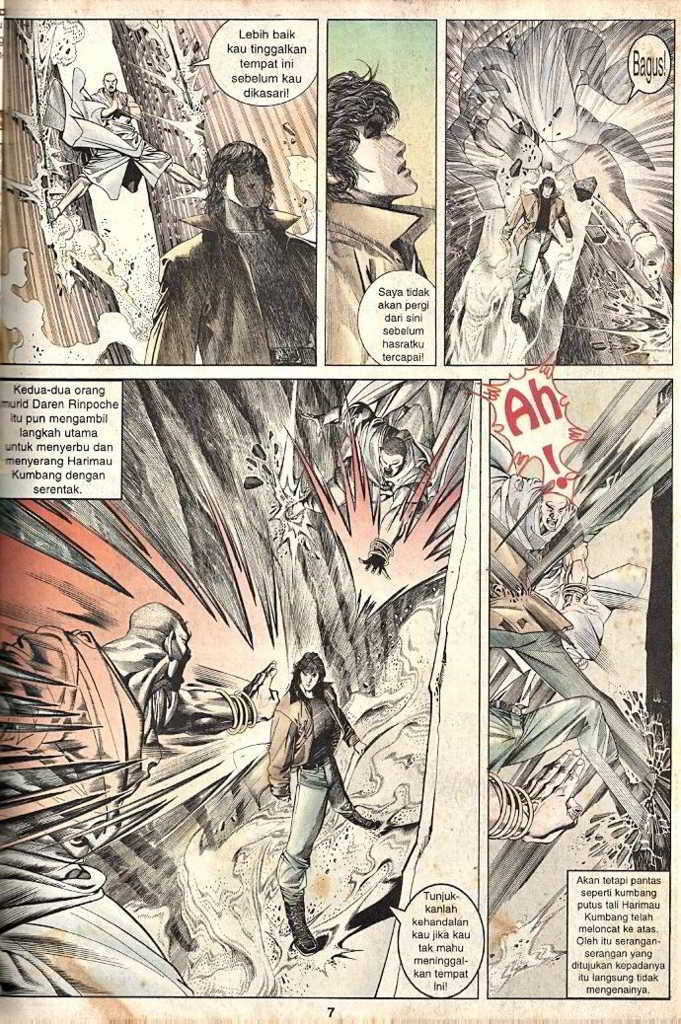 Lebih baik
kau tinggalkan
tempat ini
sebelum kau
dikasari!
Saya tidak
akan pergi
dari sini
sebelum
hasratku
tercapai!
Bagus!
Kedua-dua orang
murid Daren Rinpoche
itu pun mengambil
langkah utama
untuk menyerbu dan
menyerang Harimau
Kumbang dengan
serentak.
Tunjuk-
kanlah
kehandalan
kau jika kau
tak mahu
meninggal-
kan tempat
ini!
Ah
!
Akan tetapi pantas
seperti kumbang
putus tali Harimau
Kumbang telah
meloncat ke atas.
Oleh itu serangan-
serangan yang
ditujukan kepadanya
itu langsung tidak
mengenainya.
7